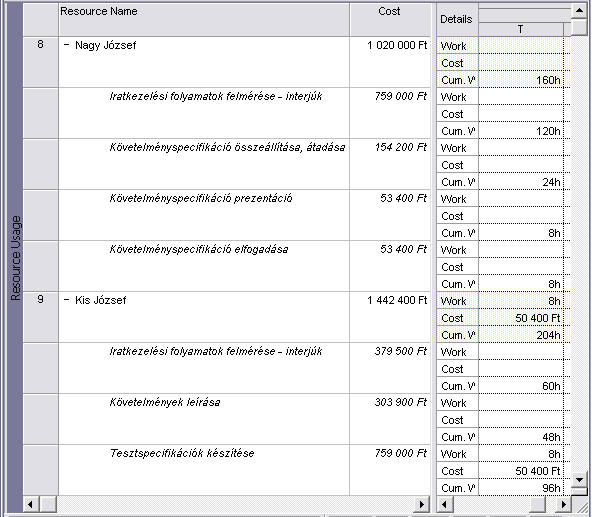 Resource Name Cost Details
T
8 − Nagy József 1 020 000 Ft Work
Cost
Cum. W 160h
Iratkezelési folyamatok felmérése - interjúk 759 000 Ft Work
Cost
Cum. W 120h
Követelményspecifikáció összeállítása, átadása 154 200 Ft Work
Cost
Cum. W 24h
Követelményspecifikáció prezentáció 53 400 Ft Work
Cost
Cum. W 8h
Követelményspecifikáció elfogadása 53 400 Ft Work
Cost
Cum. W 8h
9 − Kis József 1 442 400 Ft Work 8h
Cost 50 400 Ft
Cum. W 204h
Iratkezelési folyamatok felmérése - interjúk 379 500 Ft Work
Cost
Cum. W 60h
Követelmények leírása 303 900 Ft Work
Cost
Cum. W 48h
Tesztspecifikációk készítése 759 000 Ft Work 8h
Cost 50 400 Ft
Cum. W 96h
Resource Usage